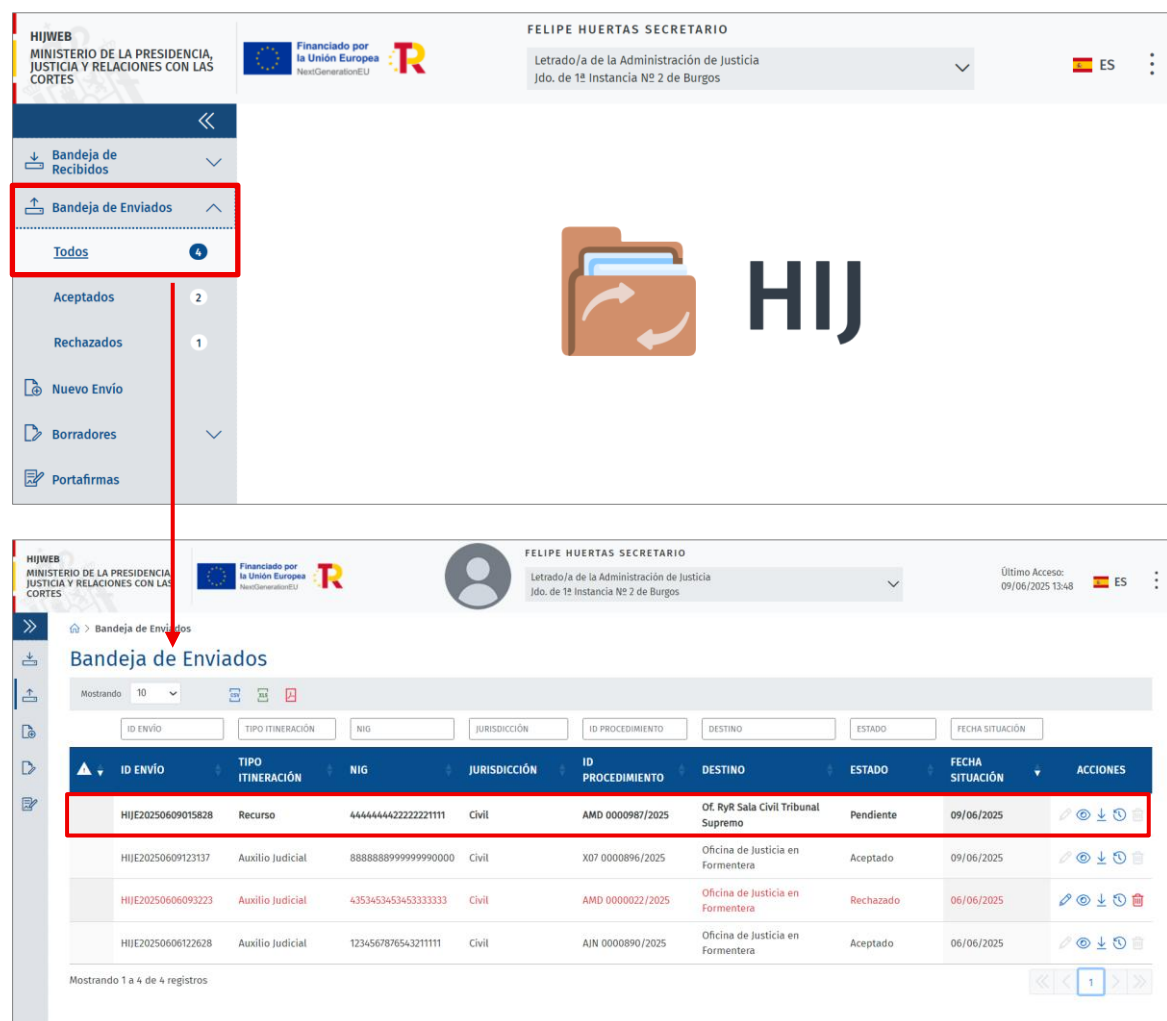 HIJWEB
MINISTERIO DE LA PRESIDENCIA,
JUSTICIA Y RELACIONES CON LAS
CORTES
Financiado por
la Unión Europea
NextGenerationEU
FELIPE HUERTAS SECRETARIO
Letrado/a de la Administración de Justicia
Jdo. de 1ª Instancia Nº 2 de Burgos
ES
Bandeja de
Recibidos
Bandeja de Enviados
Todos 4
Aceptados 2
Rechazados 1
Nuevo Envío
Borradores
Portafirmas
HIJ
HIJWEB
MINISTERIO DE LA PRESIDENCIA
JUSTICIA Y RELACIONES CON LAS
CORTES
Financiado por
la Unión Europea
NextGenerationEU
FELIPE HUERTAS SECRETARIO
Letrado/a de la Administración de Justicia
Jdo. de 1ª Instancia Nº 2 de Burgos
Último Acceso:
09/06/2025 13:48
ES
> Bandeja de Enviados
Bandeja de Enviados
Mostrando 10 CSV XLS
ID ENVÍO TIPO ITINERACIÓN NIG JURISDICCIÓN ID PROCEDIMIENTO DESTINO ESTADO FECHA SITUACIÓN
ID ENVÍO TIPO ITINERACIÓN NIG JURISDICCIÓN ID PROCEDIMIENTO DESTINO ESTADO FECHA SITUACIÓN ACCIONES
HIJE20250609015828 Recurso 4444444422222221111 Civil AMD 0000987/2025 Of. RyR Sala Civil Tribunal Supremo Pendiente 09/06/2025
HIJE20250609123137 Auxilio Judicial 8888888999999990000 Civil X07 0000896/2025 Oficina de Justicia en Formentera Aceptado 09/06/2025
HIJE20250606093223 Auxilio Judicial 4353453453453333333 Civil AMD 0000022/2025 Oficina de Justicia en Formentera Rechazado 06/06/2025
HIJE20250606122628 Auxilio Judicial 1234567876543211111 Civil AJN 0000890/2025 Oficina de Justicia en Formentera Aceptado 06/06/2025
Mostrando 1 a 4 de 4 registros
1